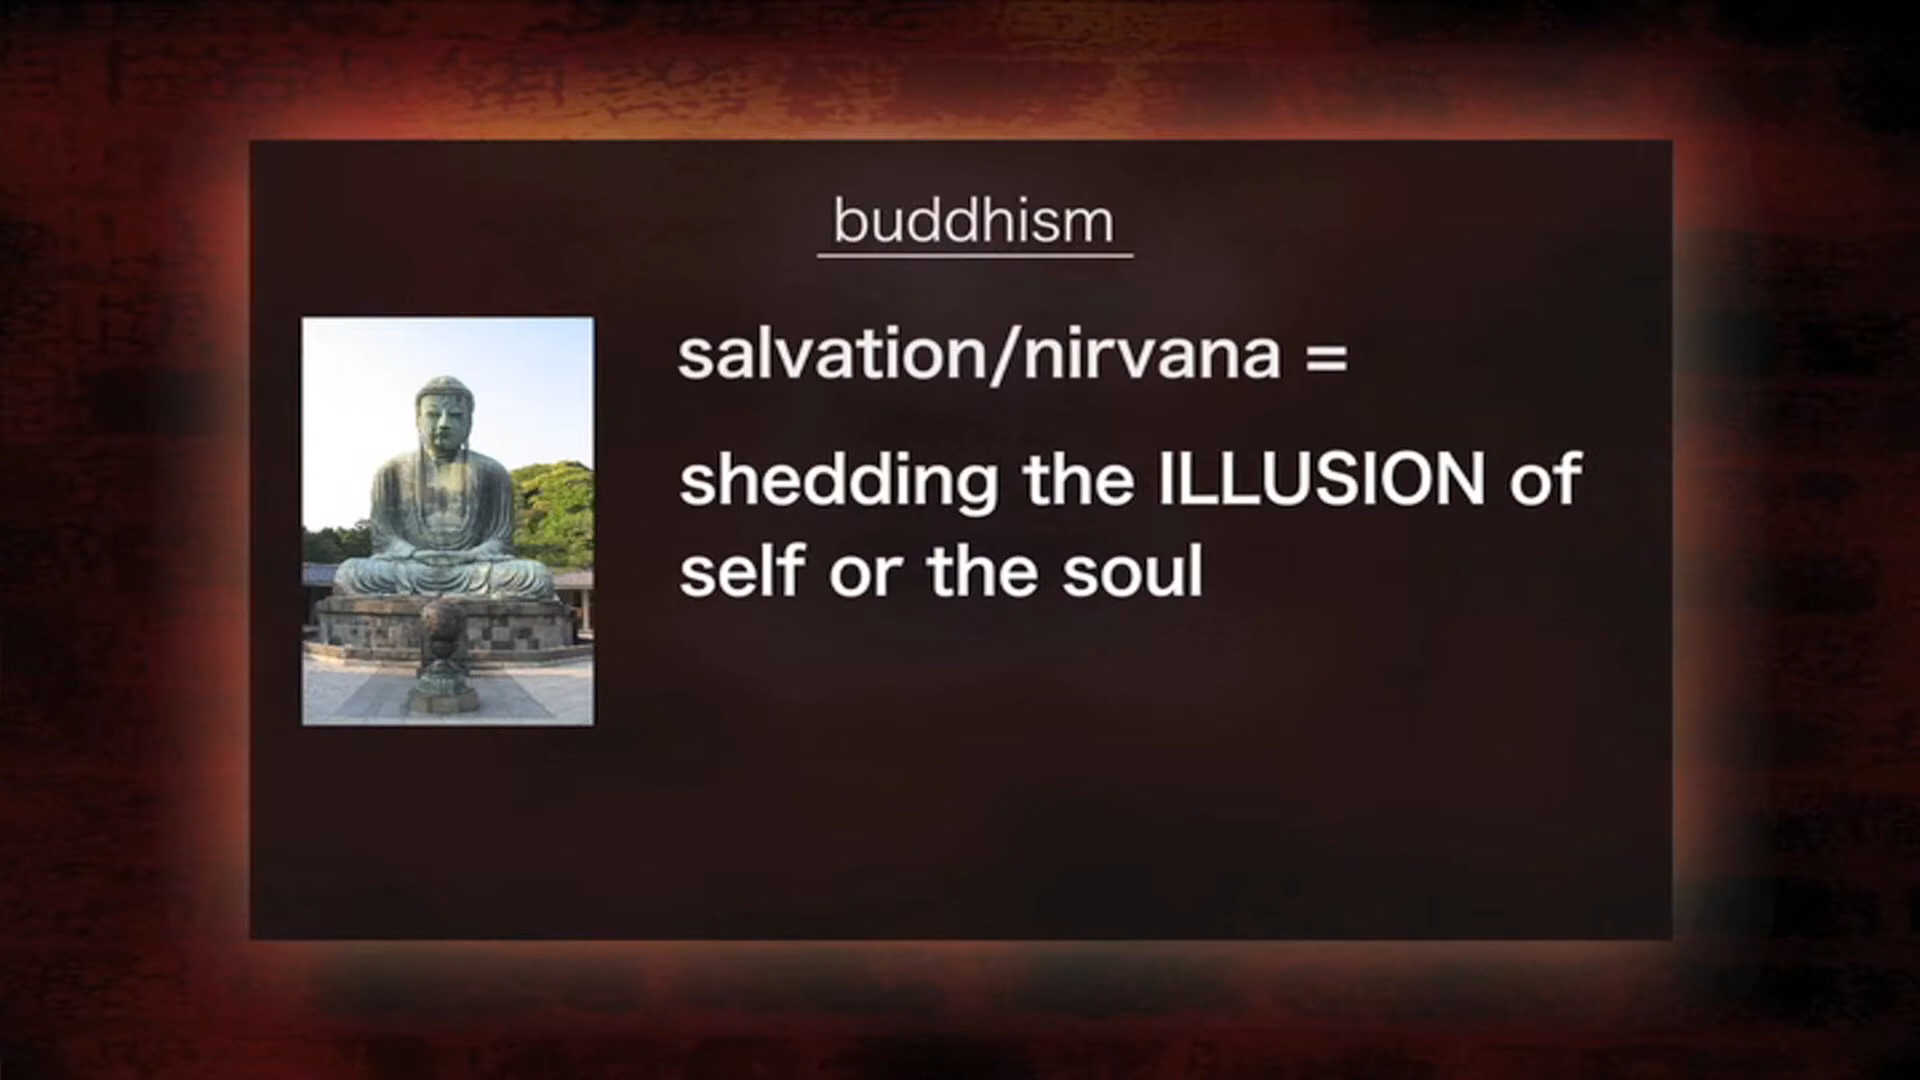 buddhism
salvation/nirvana =
shedding the ILLUSION of
self or the soul